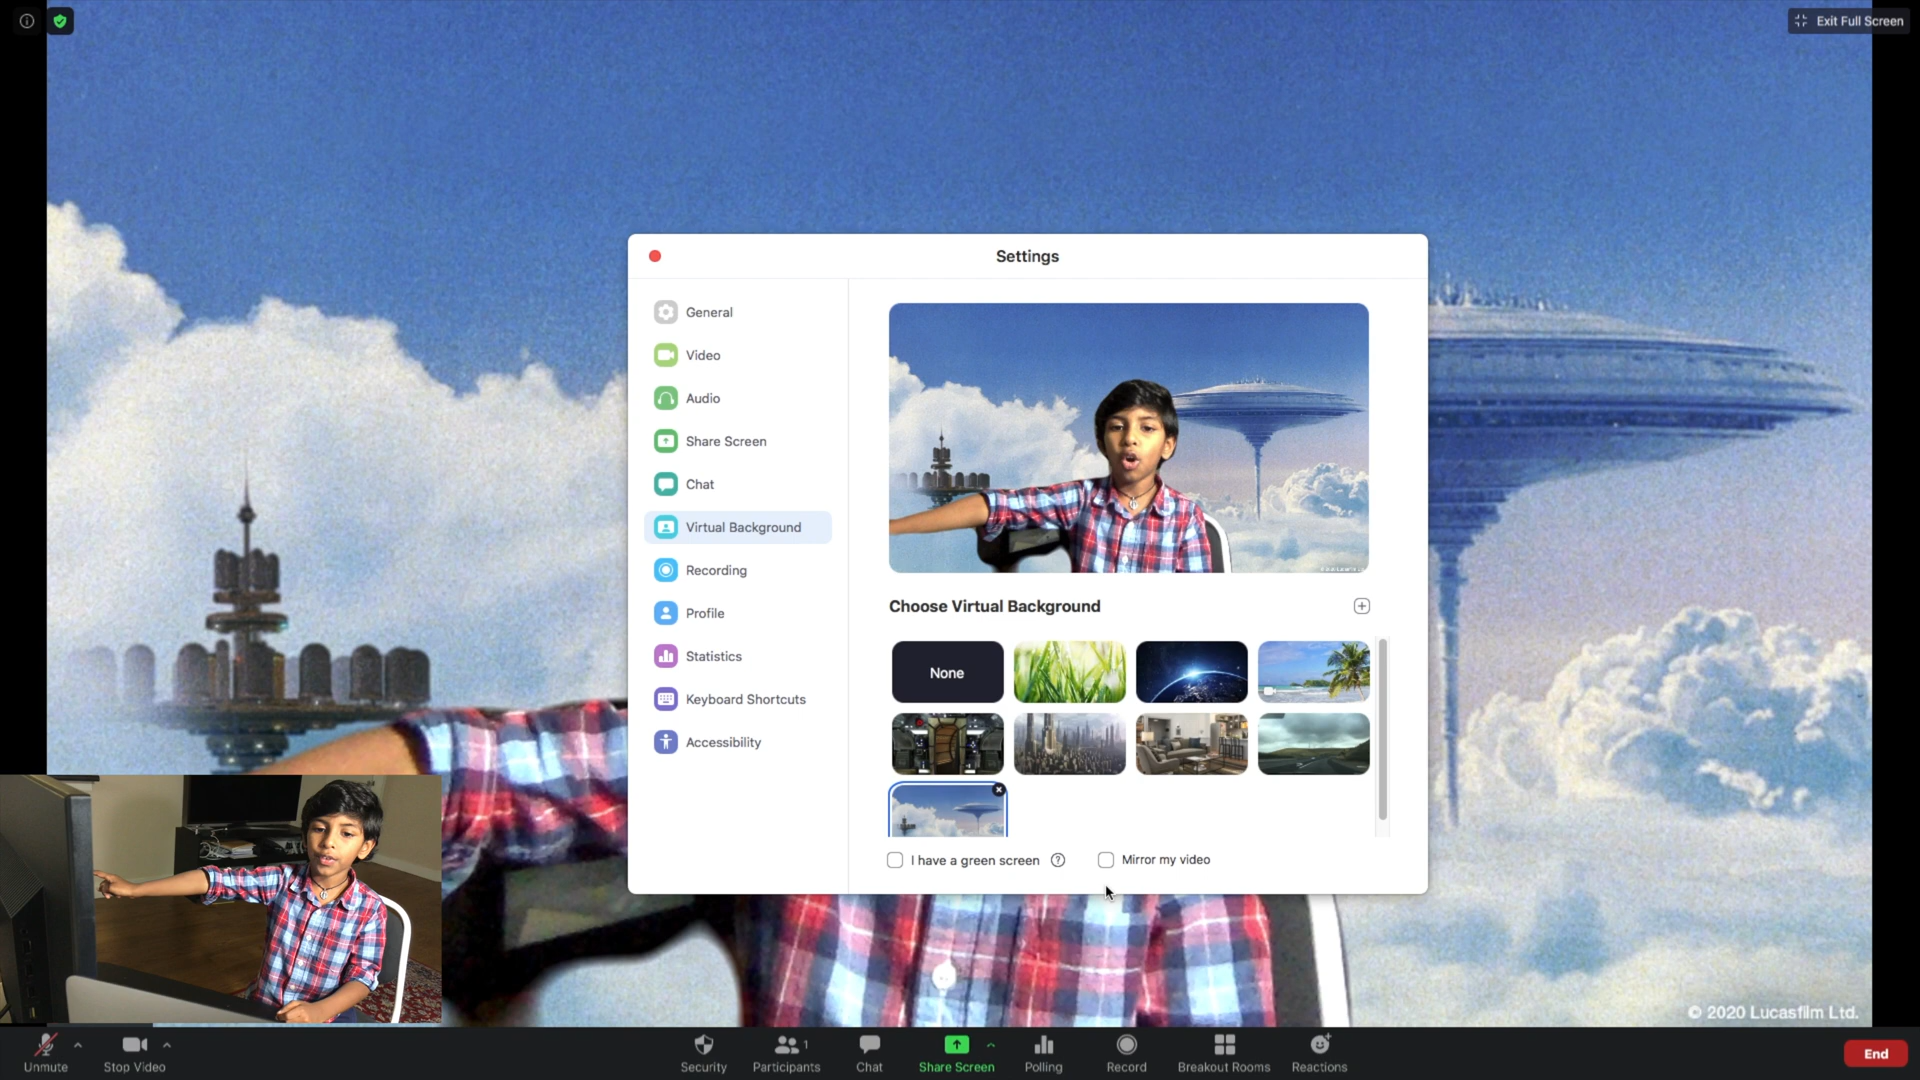 Exit Full Screen
Settings
General
Video
Audio
Share Screen
Chat
Virtual Background
Recording
Profile
Statistics
Keyboard Shortcuts
Accessibility
Choose Virtual Background
None
I have a green screen
Mirror my video
© 2020 Lucasfilm Ltd.
Unmute
Stop Video
Security
1
Participants
Chat
Share Screen
Polling
Record
Breakout Rooms
Reactions
End